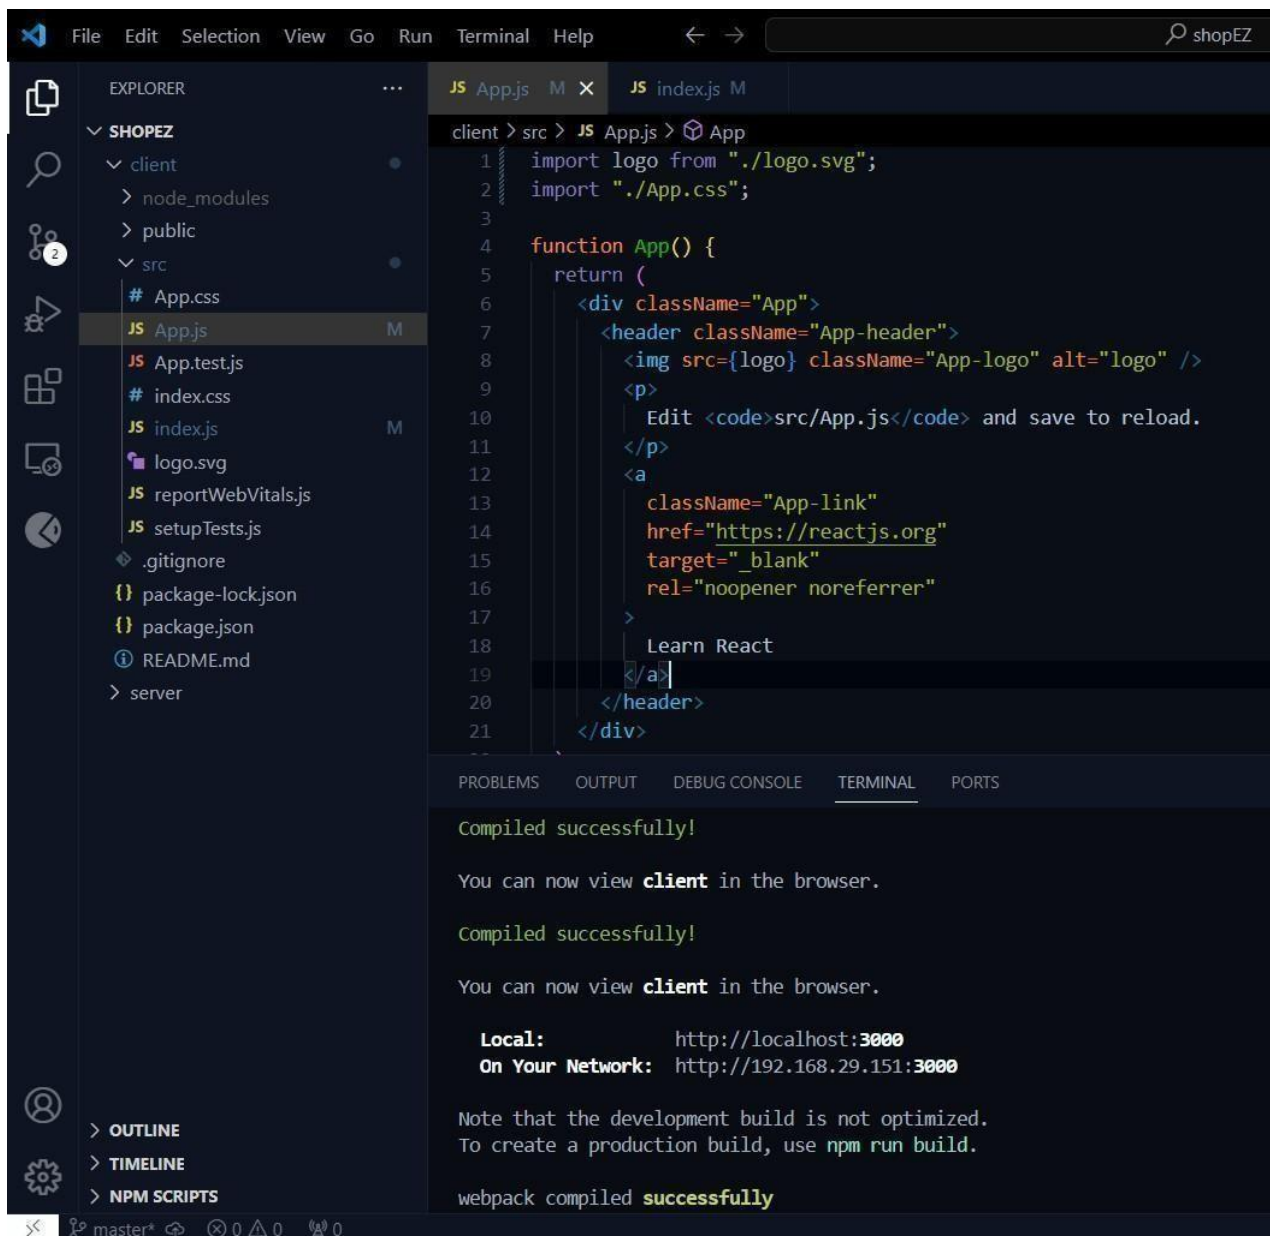 File Edit Selection View Go Run Terminal Help shopEZ
EXPLORER
SHOPEZ
client
node_modules
public
src
# App.css
JS App.js M
JS App.test.js
# index.css
JS index.js M
logo.svg
JS reportWebVitals.js
JS setupTests.js
.gitignore
{} package-lock.json
{} package.json
README.md
server
OUTLINE
TIMELINE
NPM SCRIPTS
2
JS App.js M JS index.js M
client > src > JS App.js > App
1 import logo from "./logo.svg";
2 import "./App.css";
3
4 function App() {
5 return (
6 <div className="App">
7 <header className="App-header">
8 <img src={logo} className="App-logo" alt="logo" />
9 <p>
10 Edit <code>src/App.js</code> and save to reload.
11 </p>
12 <a
13 className="App-link"
14 href="https://reactjs.org"
15 target="_blank"
16 rel="noopener noreferrer"
17 >
18 Learn React
19 </a>
20 </header>
21 </div>
PROBLEMS OUTPUT DEBUG CONSOLE TERMINAL PORTS
Compiled successfully!
You can now view client in the browser.
Compiled successfully!
You can now view client in the browser.
Local: http://localhost:3000
On Your Network: http://192.168.29.151:3000
Note that the development build is not optimized.
To create a production build, use npm run build.
webpack compiled successfully
master* 0 0 0